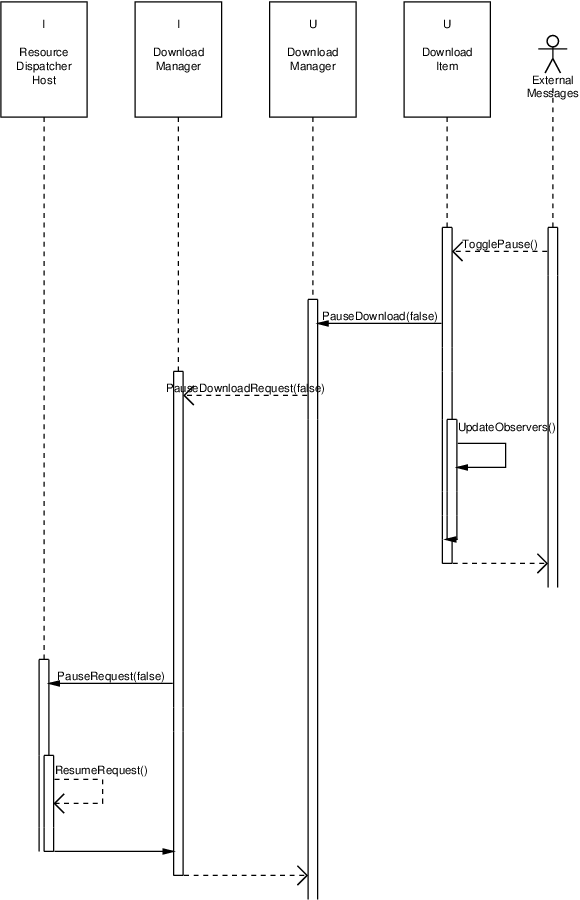 I
Resource
Dispatcher
Host
I
Download
Manager
U
Download
Manager
U
Download
Item
External
Messages
TogglePause()
PauseDownload(false)
PauseDownloadRequest(false)
UpdateObservers()
PauseRequest(false)
ResumeRequest()